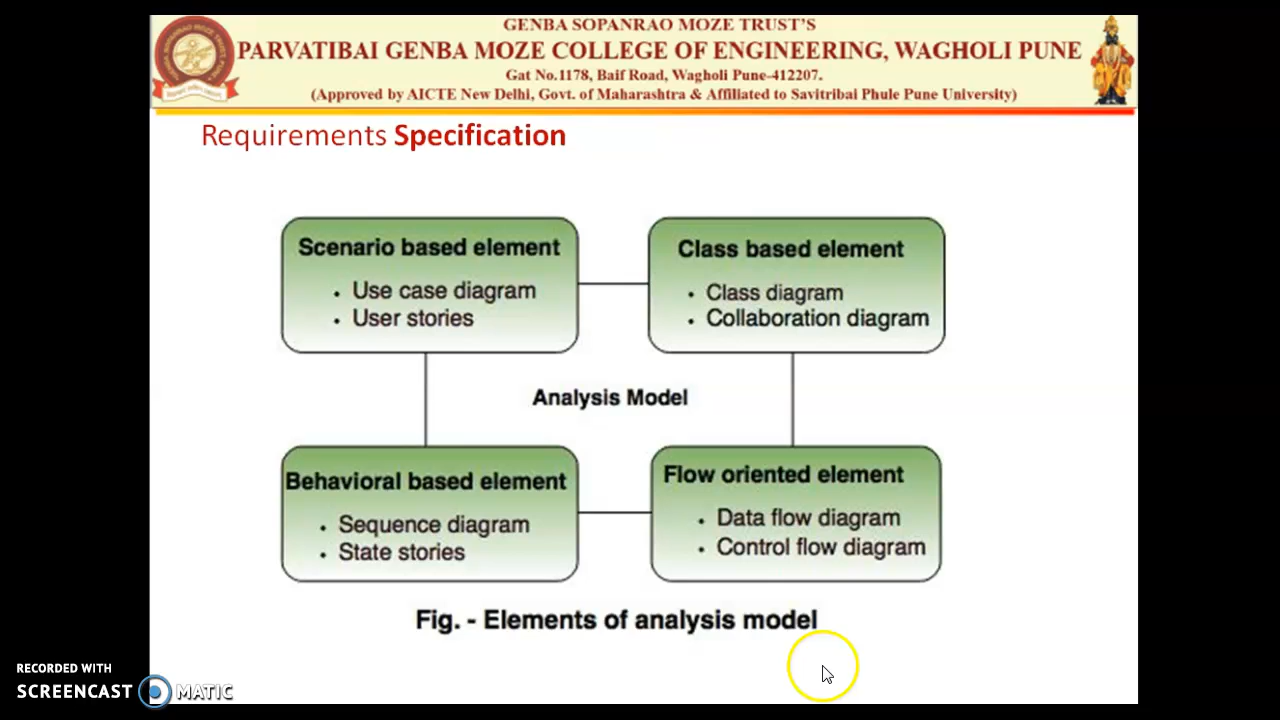 GENBA SOPANRAO MOZE TRUST'S
PARVATIBAI GENBA MOZE COLLEGE OF ENGINEERING, WAGHOLI PUNE
Gat No.1178, Baif Road, Wagholi Pune-412207.
(Approved by AICTE New Delhi, Govt. of Maharashtra & Affiliated to Savitribai Phule Pune University)
Requirements Specification
Scenario based element
• Use case diagram
• User stories
Class based element
• Class diagram
• Collaboration diagram
Analysis Model
Behavioral based element
• Sequence diagram
• State stories
Flow oriented element
• Data flow diagram
• Control flow diagram
Fig. - Elements of analysis model
RECORDED WITH
SCREENCAST MATIC